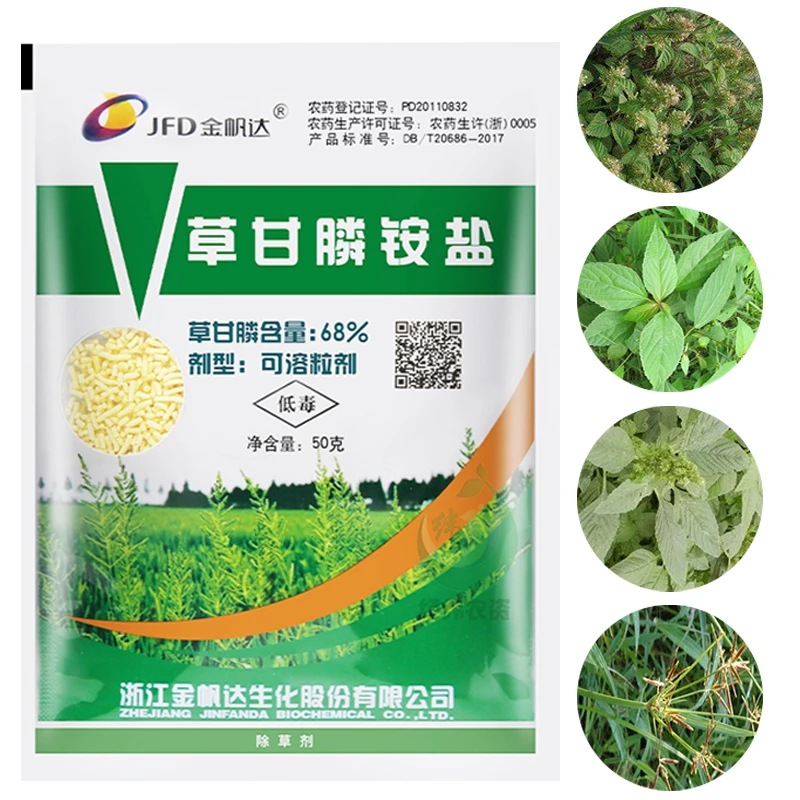 JFD金帆达®
农药登记证号：PD20110832
农药生产许可证号：农药生许(浙) 0005
产品标准号：DB/T20686-2017
草甘膦铵盐
草甘膦含量:68%
剂型：可溶粒剂
低毒
净含量：50克
浙江金帆达生化股份有限公司
ZHEJIANG JINFANDA BIOCHEMICAL CO.,LTD.
除草剂